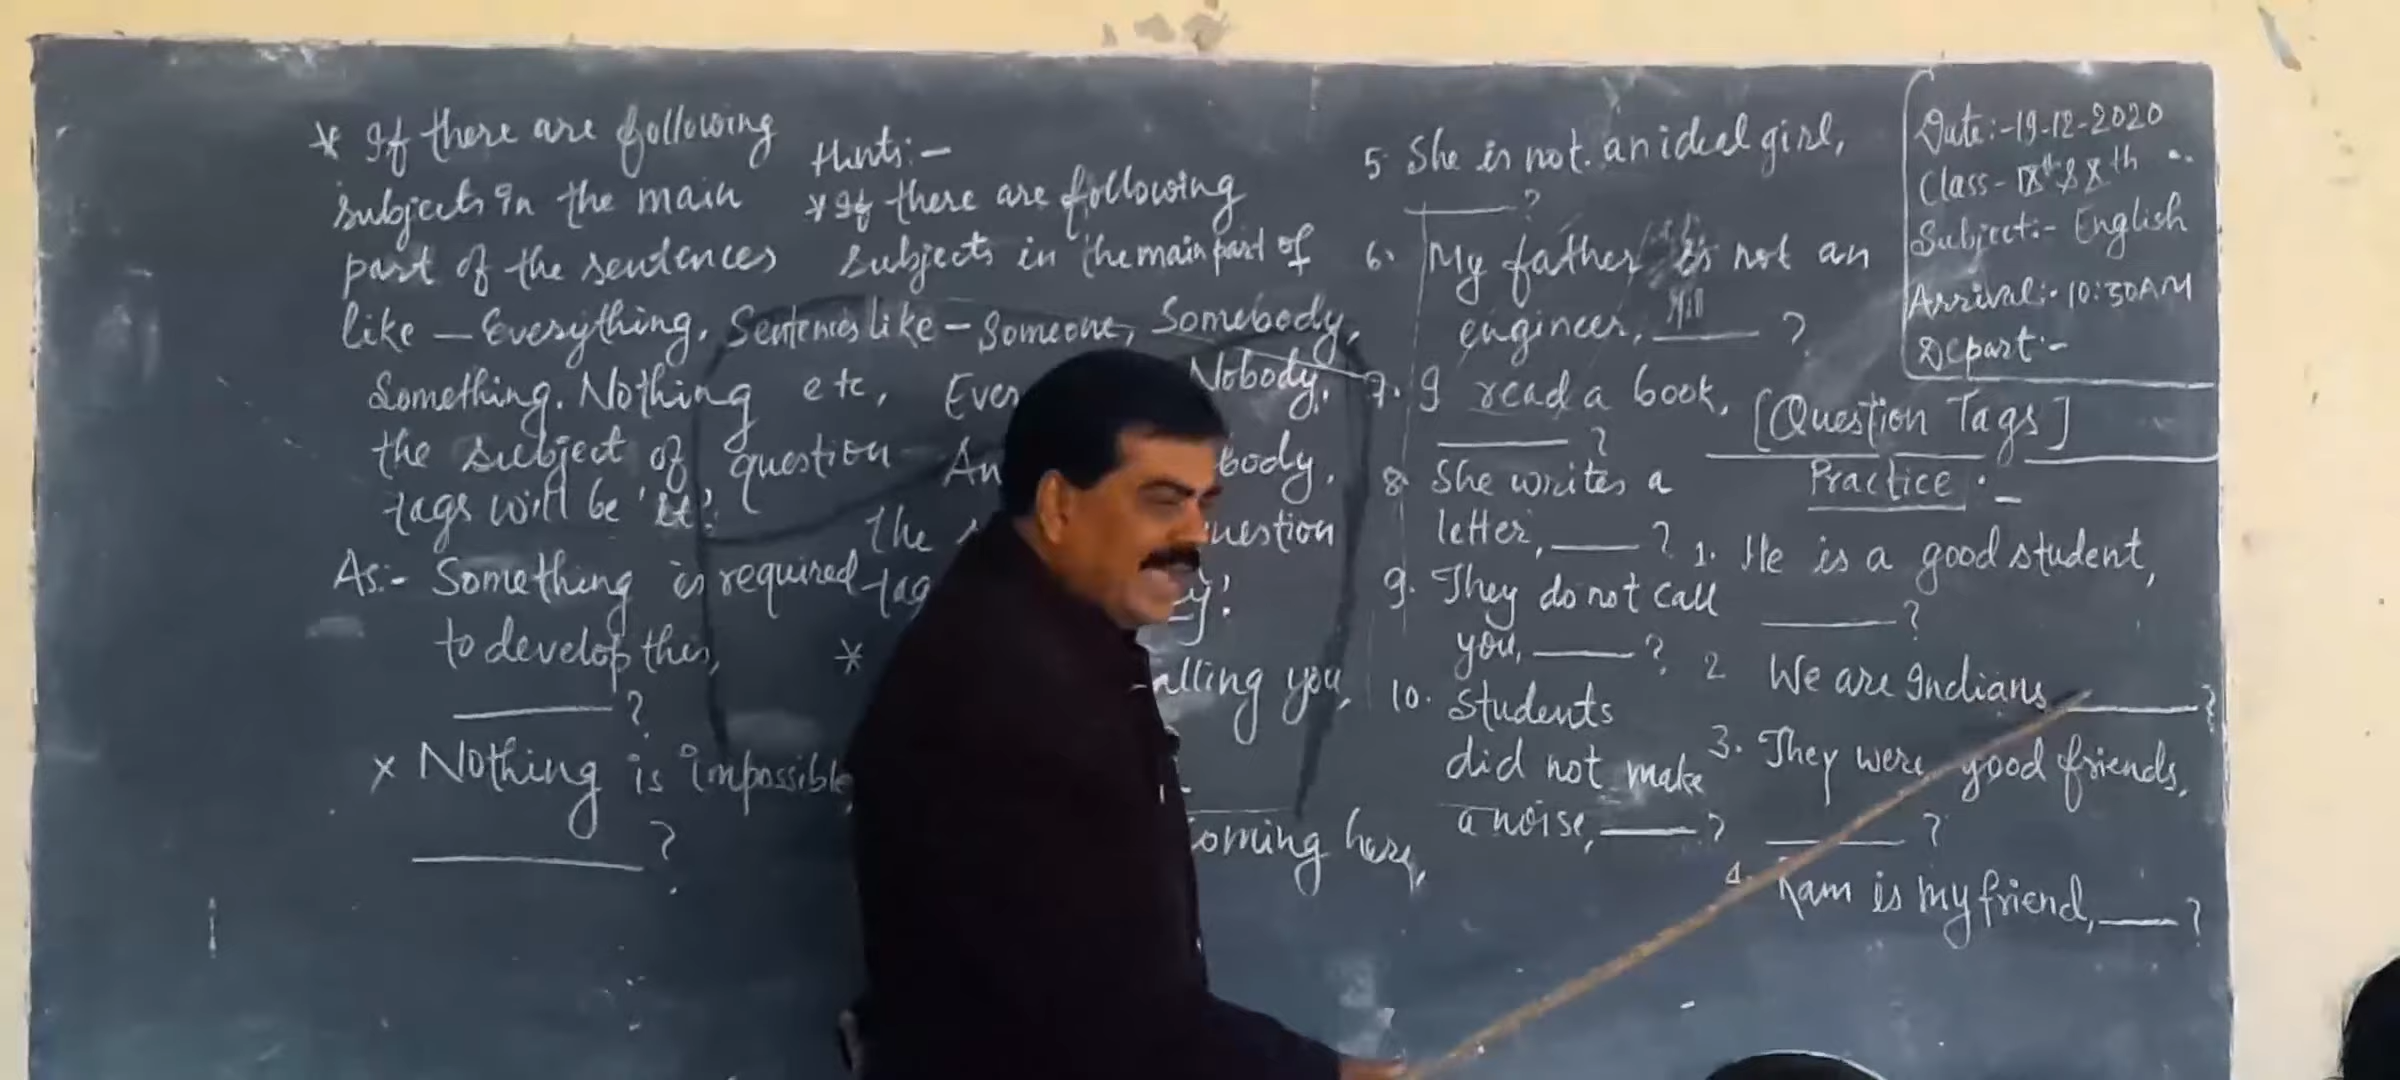 * If there are following
subjects in the main
part of the sentences
like — Everything,
Something, Nothing etc,
the subject of question
tags will be 'it'.
As:- Something is required
to develop this,
______?
× Nothing is impossible
______?
Hints:-
* If there are following
subjects in the main part of
Sentences like — Someone, Somebody,
Nobody,
body,
the question
tag
*
alling you,
coming here,
5. She is not an ideal girl,
______?
6. My father is not an
engineer, ______?
7. I read a book,
______?
8. She writes a
letter, ______?
9. They do not call
you, ______?
10. Students
did not make
a noise, ______?
Date:-19-12-2020
Class- IXth & Xth
Subject:- English
Arrival:- 10:30AM
Depart:-
[Question Tags]
Practice:-
1. He is a good student,
______?
2 We are Indians, ______?
3. They were good friends,
______?
4. Ram is my friend, ______?